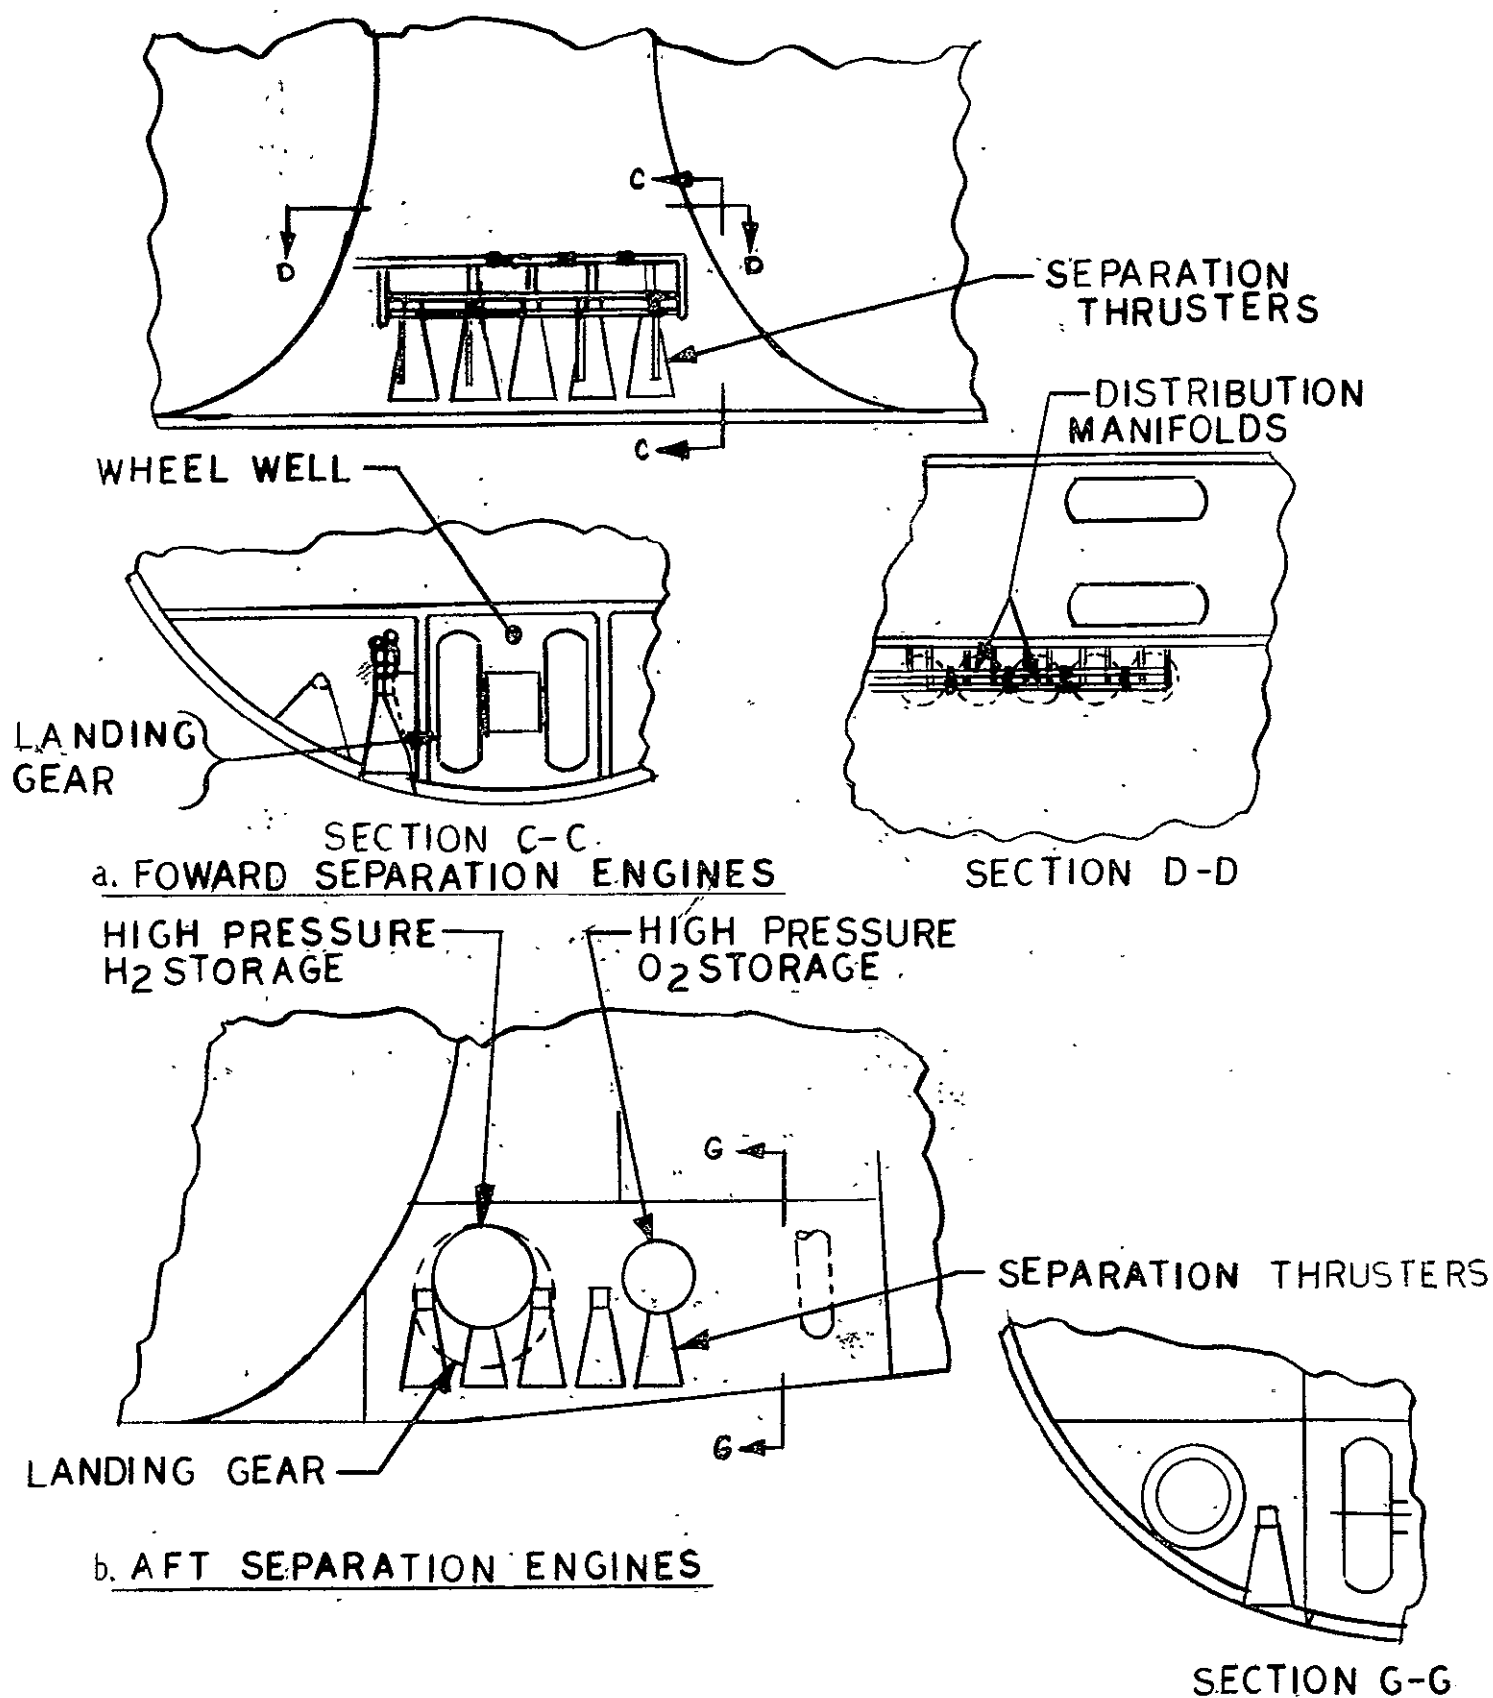 C
D
D
SEPARATION
THRUSTERS
DISTRIBUTION
MANIFOLDS
C
WHEEL WELL
LANDING
GEAR
SECTION C-C
SECTION D-D
a. FOWARD SEPARATION ENGINES
HIGH PRESSURE
H2 STORAGE
HIGH PRESSURE
O2 STORAGE
G
SEPARATION THRUSTERS
G
LANDING GEAR
b. AFT SEPARATION ENGINES
SECTION G-G